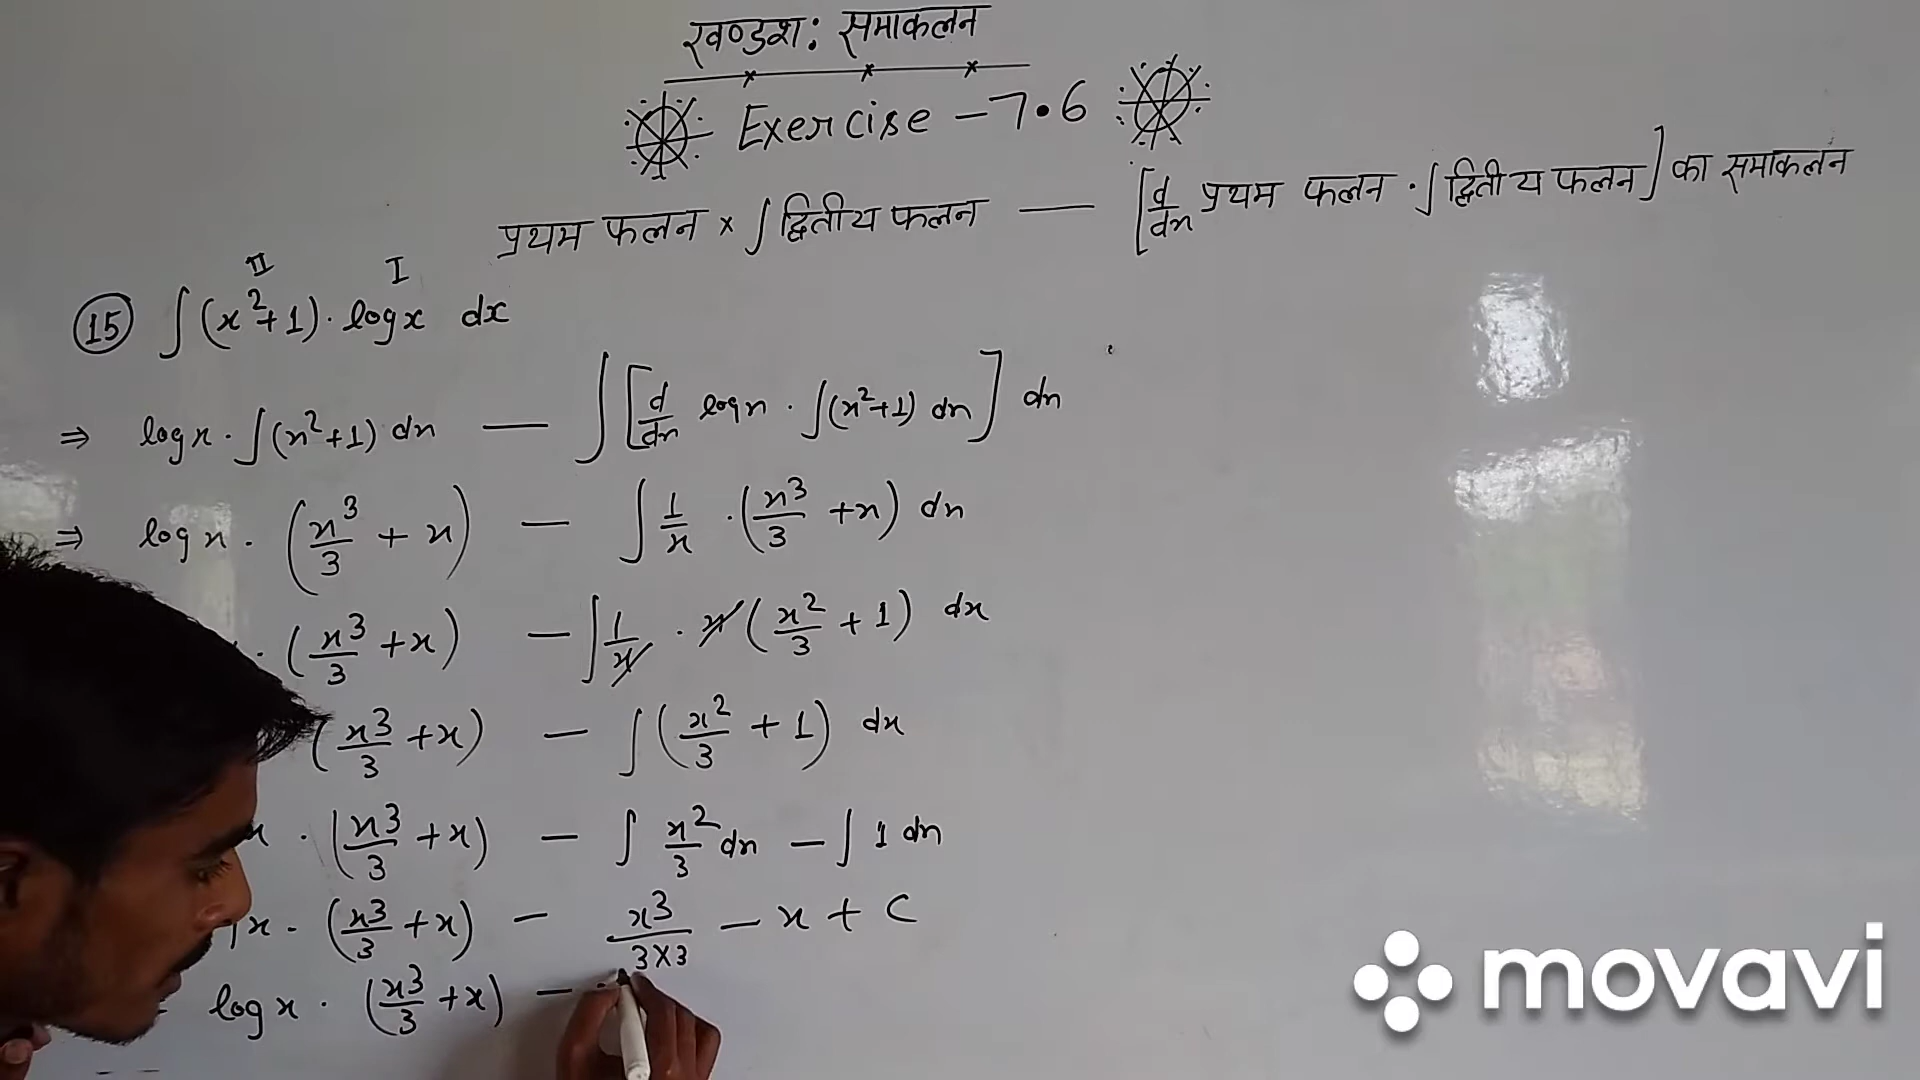 खण्डश: समाकलन
Exercise - 7.6
प्रथम फलन × ∫ द्वितीय फलन — [d/dx प्रथम फलन · ∫ द्वितीय फलन] का समाकलन
II I
(15) ∫ (x²+1) · log x dx
⇒ log x · ∫ (x²+1) dx — ∫ [d/dx log x · ∫ (x²+1) dx] dx
⇒ log x · (x³/3 + x) — ∫ 1/x · (x³/3 + x) dx
· (x³/3 + x) — ∫ 1/x · x (x²/3 + 1) dx
(x³/3 + x) — ∫ (x²/3 + 1) dx
x · (x³/3 + x) — ∫ x²/3 dx — ∫ 1 dx
x · (x³/3 + x) — x³/3×3 — x + C
log x · (x³/3 + x) —
movavi